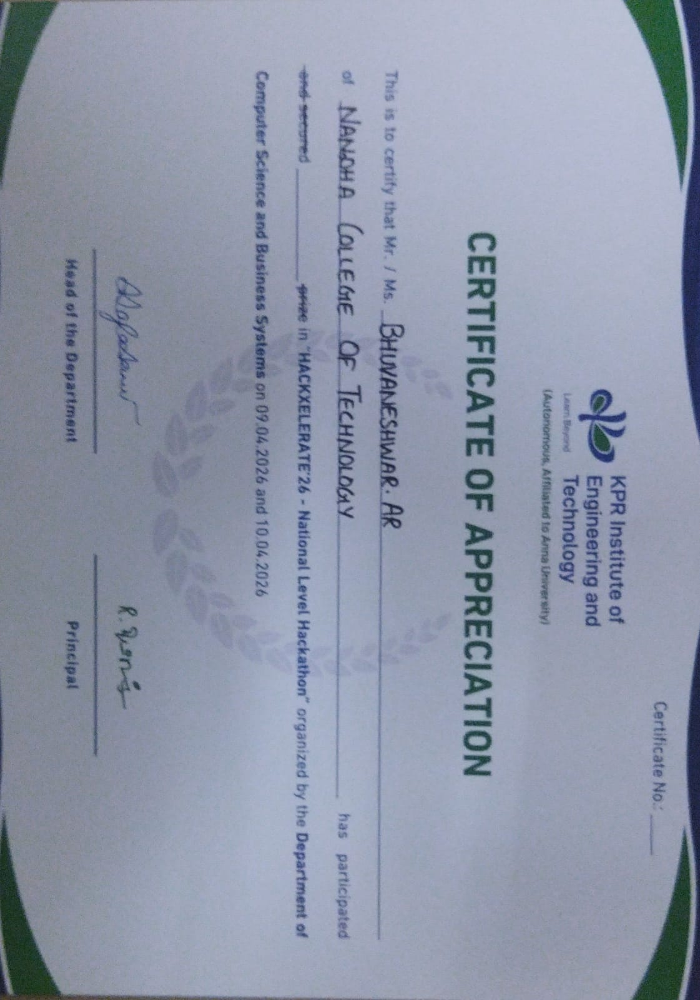 Certificate No.:
KPR Institute of
Engineering and
Technology
Learn Beyond
(Autonomous, Affiliated to Anna University)
CERTIFICATE OF APPRECIATION
This is to certify that Mr. / Ms. BHUVANESHWAR. AR
of NANDHA COLLEGE OF TECHNOLOGY has participated
and secured prize in "HACKXELERATE'26 - National Level Hackathon" organized by the Department of
Computer Science and Business Systems on 09.04.2026 and 10.04.2026
Head of the Department
Principal